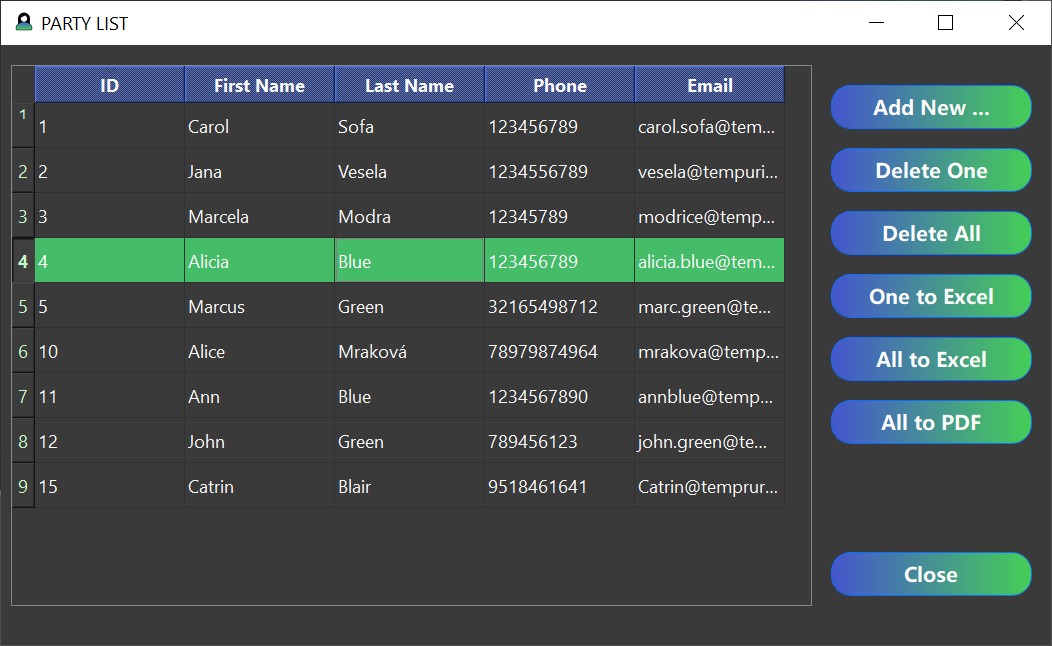 PARTY LIST
ID First Name Last Name Phone Email
1 1 Carol Sofa 123456789 carol.sofa@tem...
2 2 Jana Vesela 1234556789 vesela@tempuri...
3 3 Marcela Modra 12345789 modrice@temp...
4 4 Alicia Blue 123456789 alicia.blue@tem...
5 5 Marcus Green 32165498712 marc.green@te...
6 10 Alice Mraková 78979874964 mrakova@temp...
7 11 Ann Blue 1234567890 annblue@temp...
8 12 John Green 789456123 john.green@te...
9 15 Catrin Blair 9518461641 Catrin@temprur...
Add New ...
Delete One
Delete All
One to Excel
All to Excel
All to PDF
Close